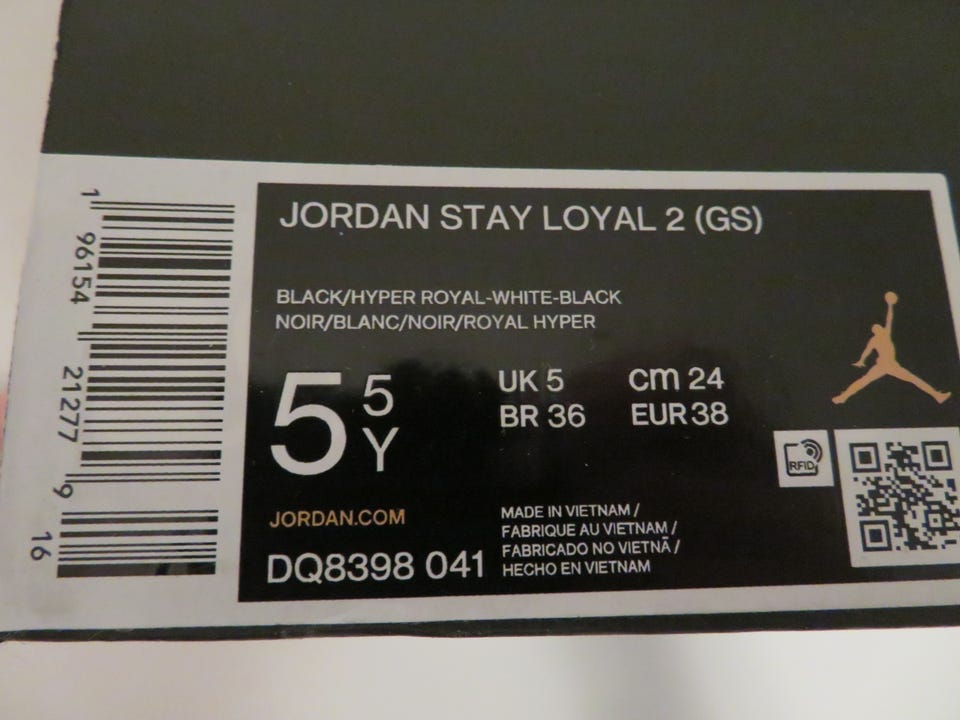 JORDAN STAY LOYAL 2 (GS)
BLACK/HYPER ROYAL-WHITE-BLACK
NOIR/BLANC/NOIR/ROYAL HYPER
5 5Y
UK 5 cm 24
BR 36 EUR 38
RFID
JORDAN.COM
DQ8398 041
MADE IN VIETNAM /
FABRIQUE AU VIETNAM /
FABRICADO NO VIETNÃ /
HECHO EN VIETNAM
1 96154 21277 9 16